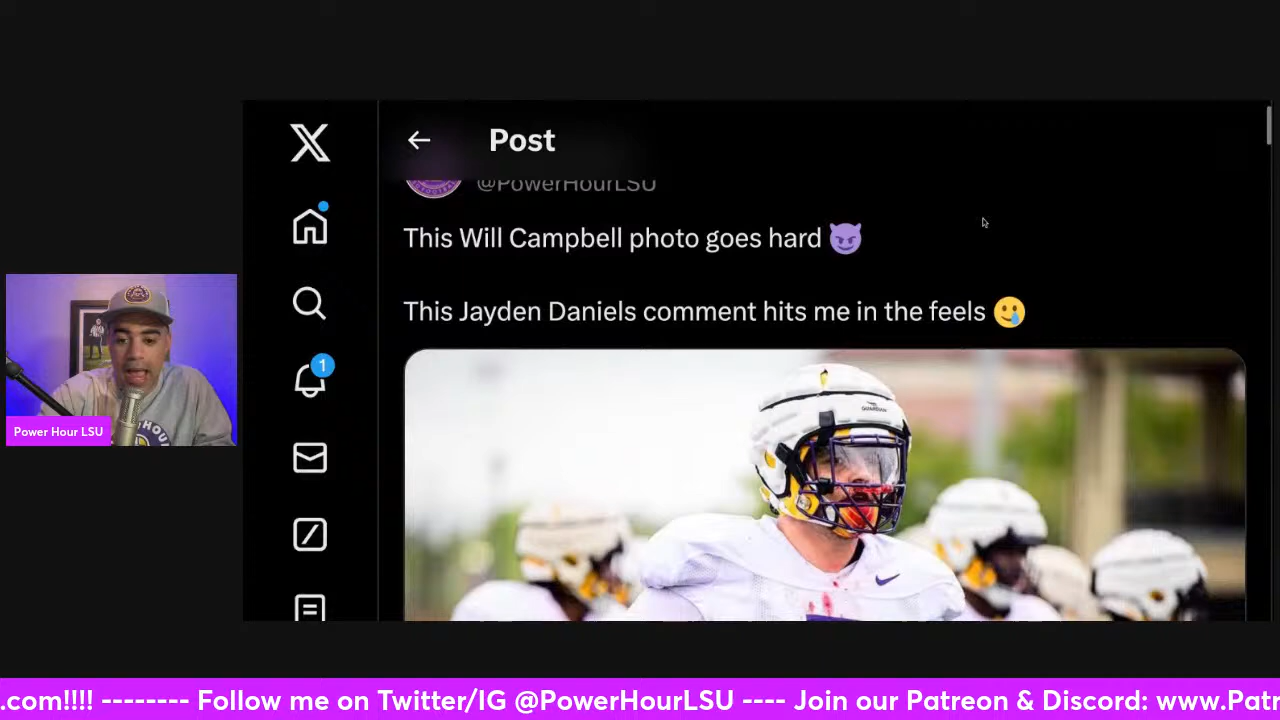 Post
@PowerHourLSU
This Will Campbell photo goes hard 😈
This Jayden Daniels comment hits me in the feels 🥲
1
GUARDIAN
Power Hour LSU
.com!!!! -------- Follow me on Twitter/IG @PowerHourLSU ---- Join our Patreon & Discord: www.Patr